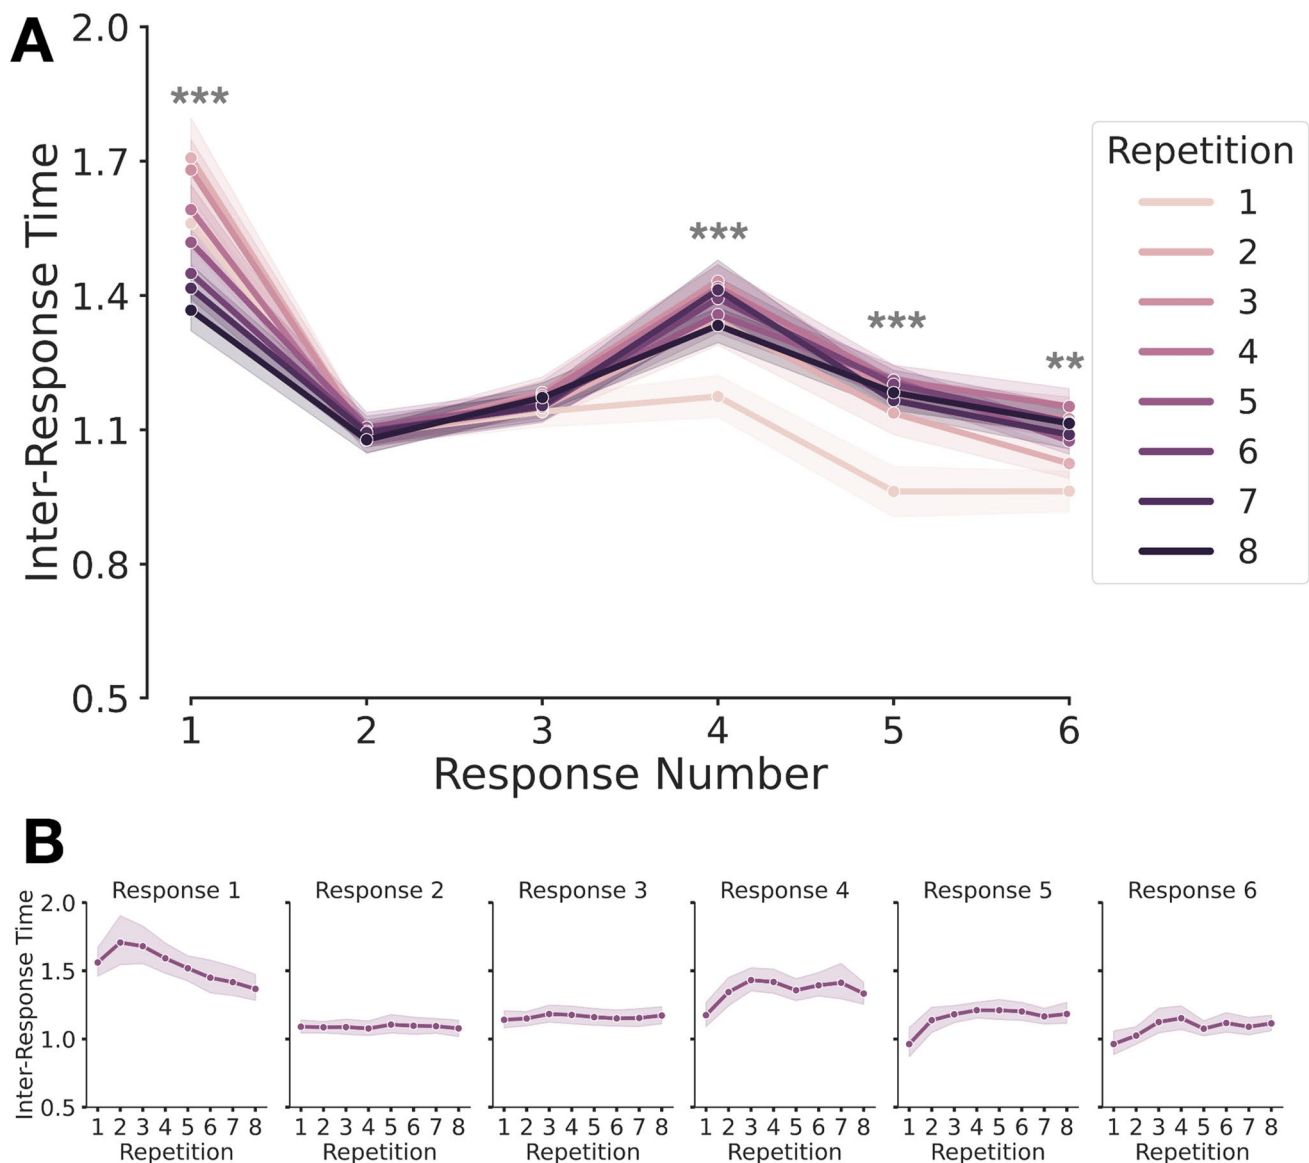 A
2.0
1.7
1.4
1.1
0.8
0.5
Inter-Response Time
***
***
***
**
1 2 3 4 5 6
Response Number
Repetition
1
2
3
4
5
6
7
8
B
Response 1 Response 2 Response 3 Response 4 Response 5 Response 6
2.0
1.5
1.0
0.5
Inter-Response Time
1 2 3 4 5 6 7 8 1 2 3 4 5 6 7 8 1 2 3 4 5 6 7 8 1 2 3 4 5 6 7 8 1 2 3 4 5 6 7 8 1 2 3 4 5 6 7 8
Repetition Repetition Repetition Repetition Repetition Repetition